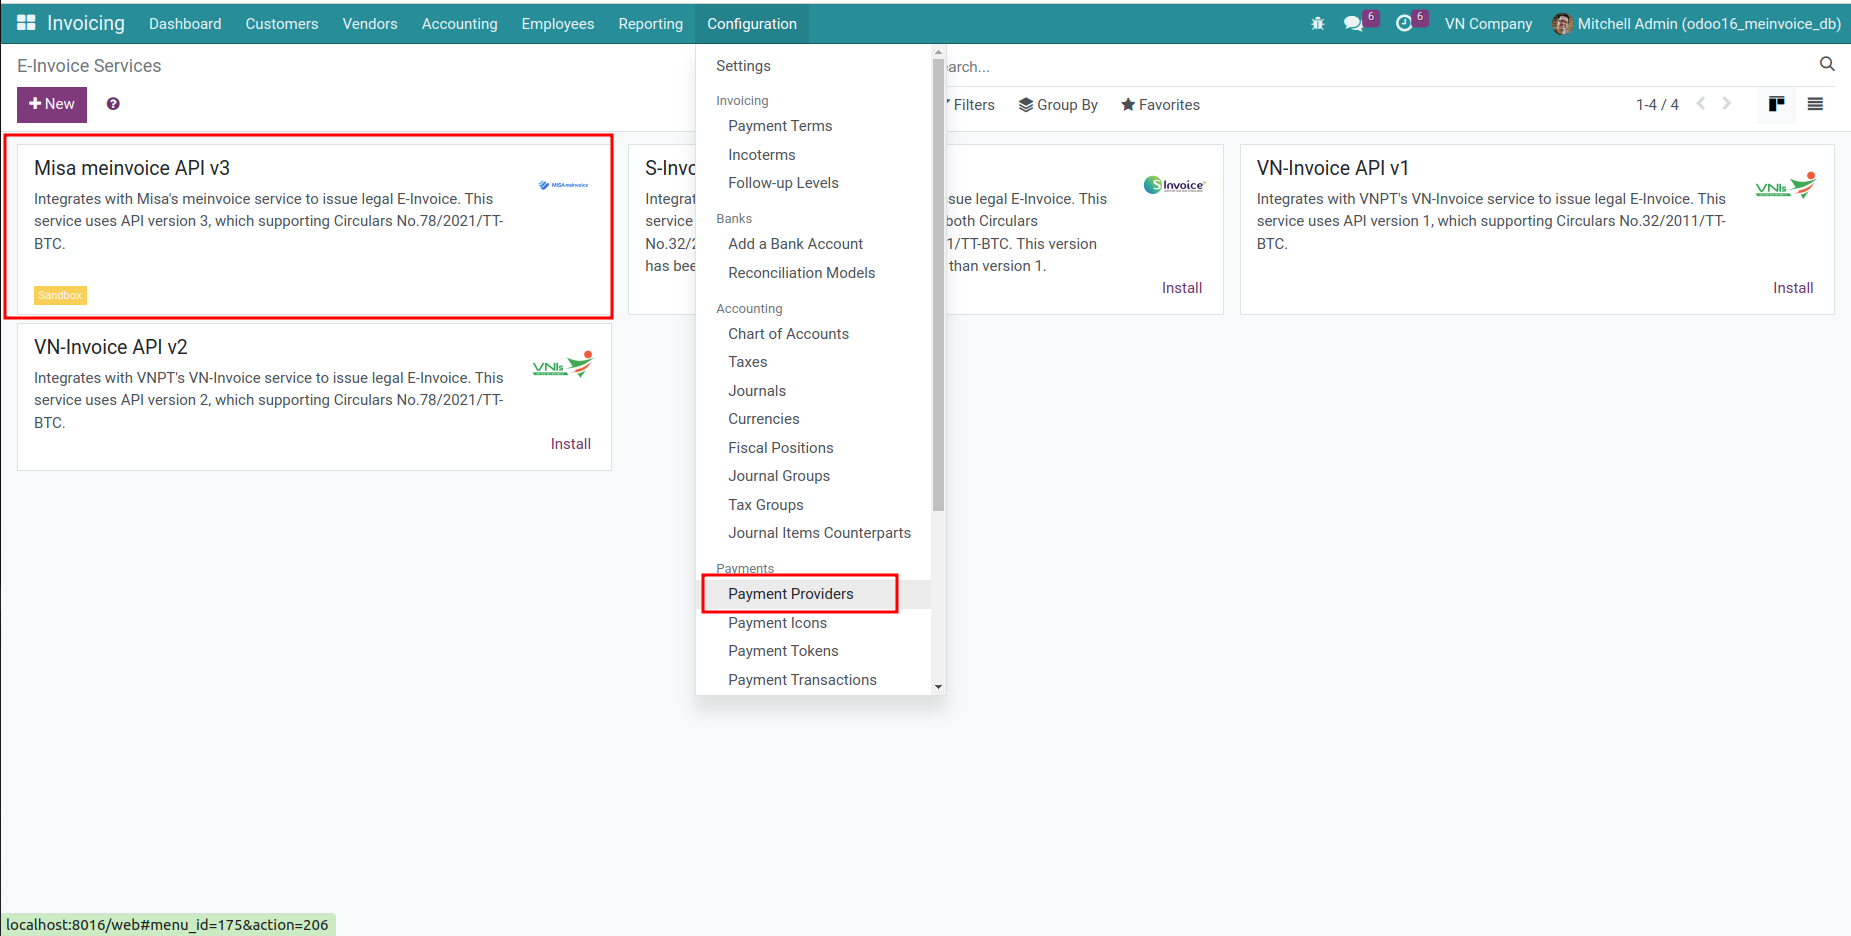 Invoicing Dashboard Customers Vendors Accounting Employees Reporting Configuration 6 6 VN Company Mitchell Admin (odoo16_meinvoice_db)
E-Invoice Services
arch...
New ?
Filters Group By Favorites 1-4 / 4
Misa meinvoice API v3
Integrates with Misa's meinvoice service to issue legal E-Invoice. This
service uses API version 3, which supporting Circulars No.78/2021/TT-
BTC.
MISA meInvoice
Sandbox
S-Invo
Integrat
service
No.32/2
has bee
sue legal E-Invoice. This
both Circulars
1/TT-BTC. This version
than version 1.
S Invoice
Install
VN-Invoice API v1
Integrates with VNPT's VN-Invoice service to issue legal E-Invoice. This
service uses API version 1, which supporting Circulars No.32/2011/TT-
BTC.
VNIs
Install
VN-Invoice API v2
Integrates with VNPT's VN-Invoice service to issue legal E-Invoice. This
service uses API version 2, which supporting Circulars No.78/2021/TT-
BTC.
VNIs
Install
Settings
Invoicing
Payment Terms
Incoterms
Follow-up Levels
Banks
Add a Bank Account
Reconciliation Models
Accounting
Chart of Accounts
Taxes
Journals
Currencies
Fiscal Positions
Journal Groups
Tax Groups
Journal Items Counterparts
Payments
Payment Providers
Payment Icons
Payment Tokens
Payment Transactions
localhost:8016/web#menu_id=175&action=206